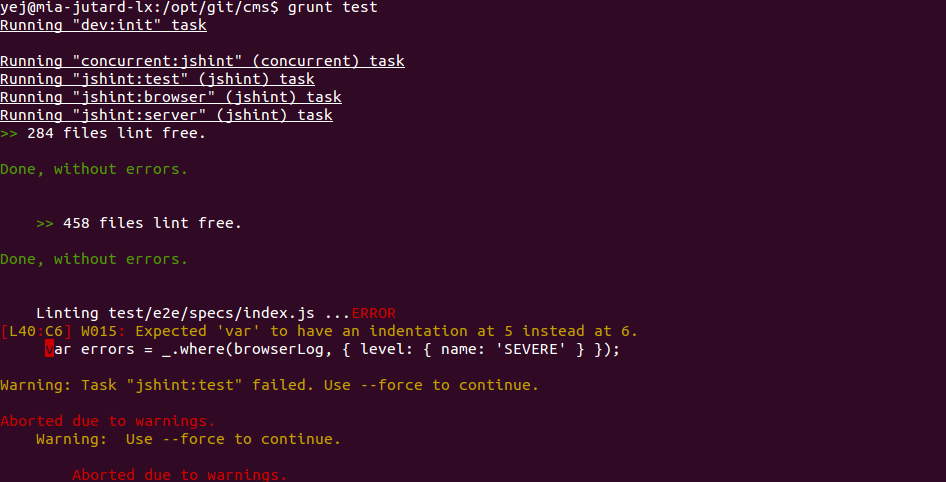 yej@mia-jutard-lx:/opt/git/cms$ grunt test
Running "dev:init" task
Running "concurrent:jshint" (concurrent) task
Running "jshint:test" (jshint) task
Running "jshint:browser" (jshint) task
Running "jshint:server" (jshint) task
>> 284 files lint free.
Done, without errors.
>> 458 files lint free.
Done, without errors.
Linting test/e2e/specs/index.js ...ERROR
[L40:C6] W015: Expected 'var' to have an indentation at 5 instead at 6.
var errors = _.where(browserLog, { level: { name: 'SEVERE' } });
Warning: Task "jshint:test" failed. Use --force to continue.
Aborted due to warnings.
Warning:  Use --force to continue.
Aborted due to warnings.